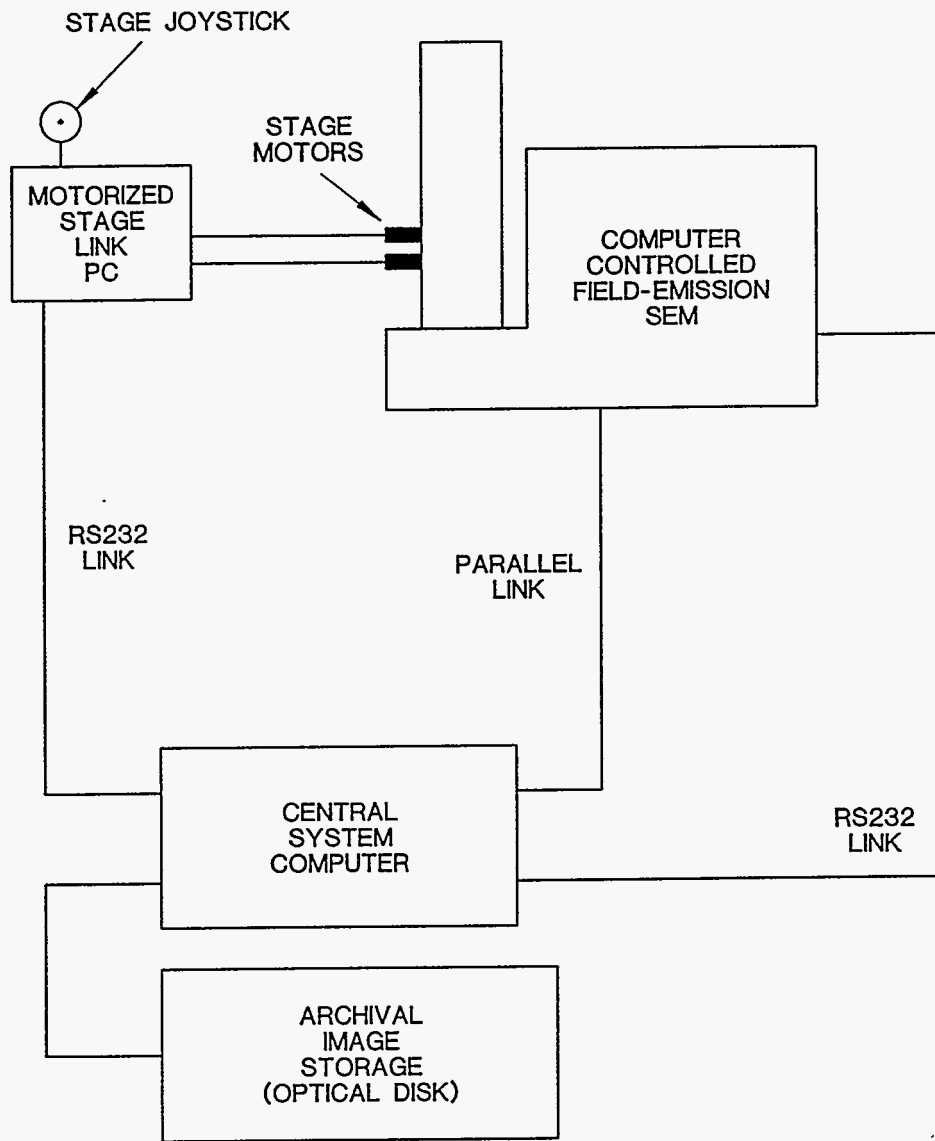 STAGE JOYSTICK
STAGE
MOTORS
MOTORIZED
STAGE
LINK
PC
COMPUTER
CONTROLLED
FIELD-EMISSION
SEM
RS232
LINK
PARALLEL
LINK
CENTRAL
SYSTEM
COMPUTER
RS232
LINK
ARCHIVAL
IMAGE
STORAGE
(OPTICAL DISK)